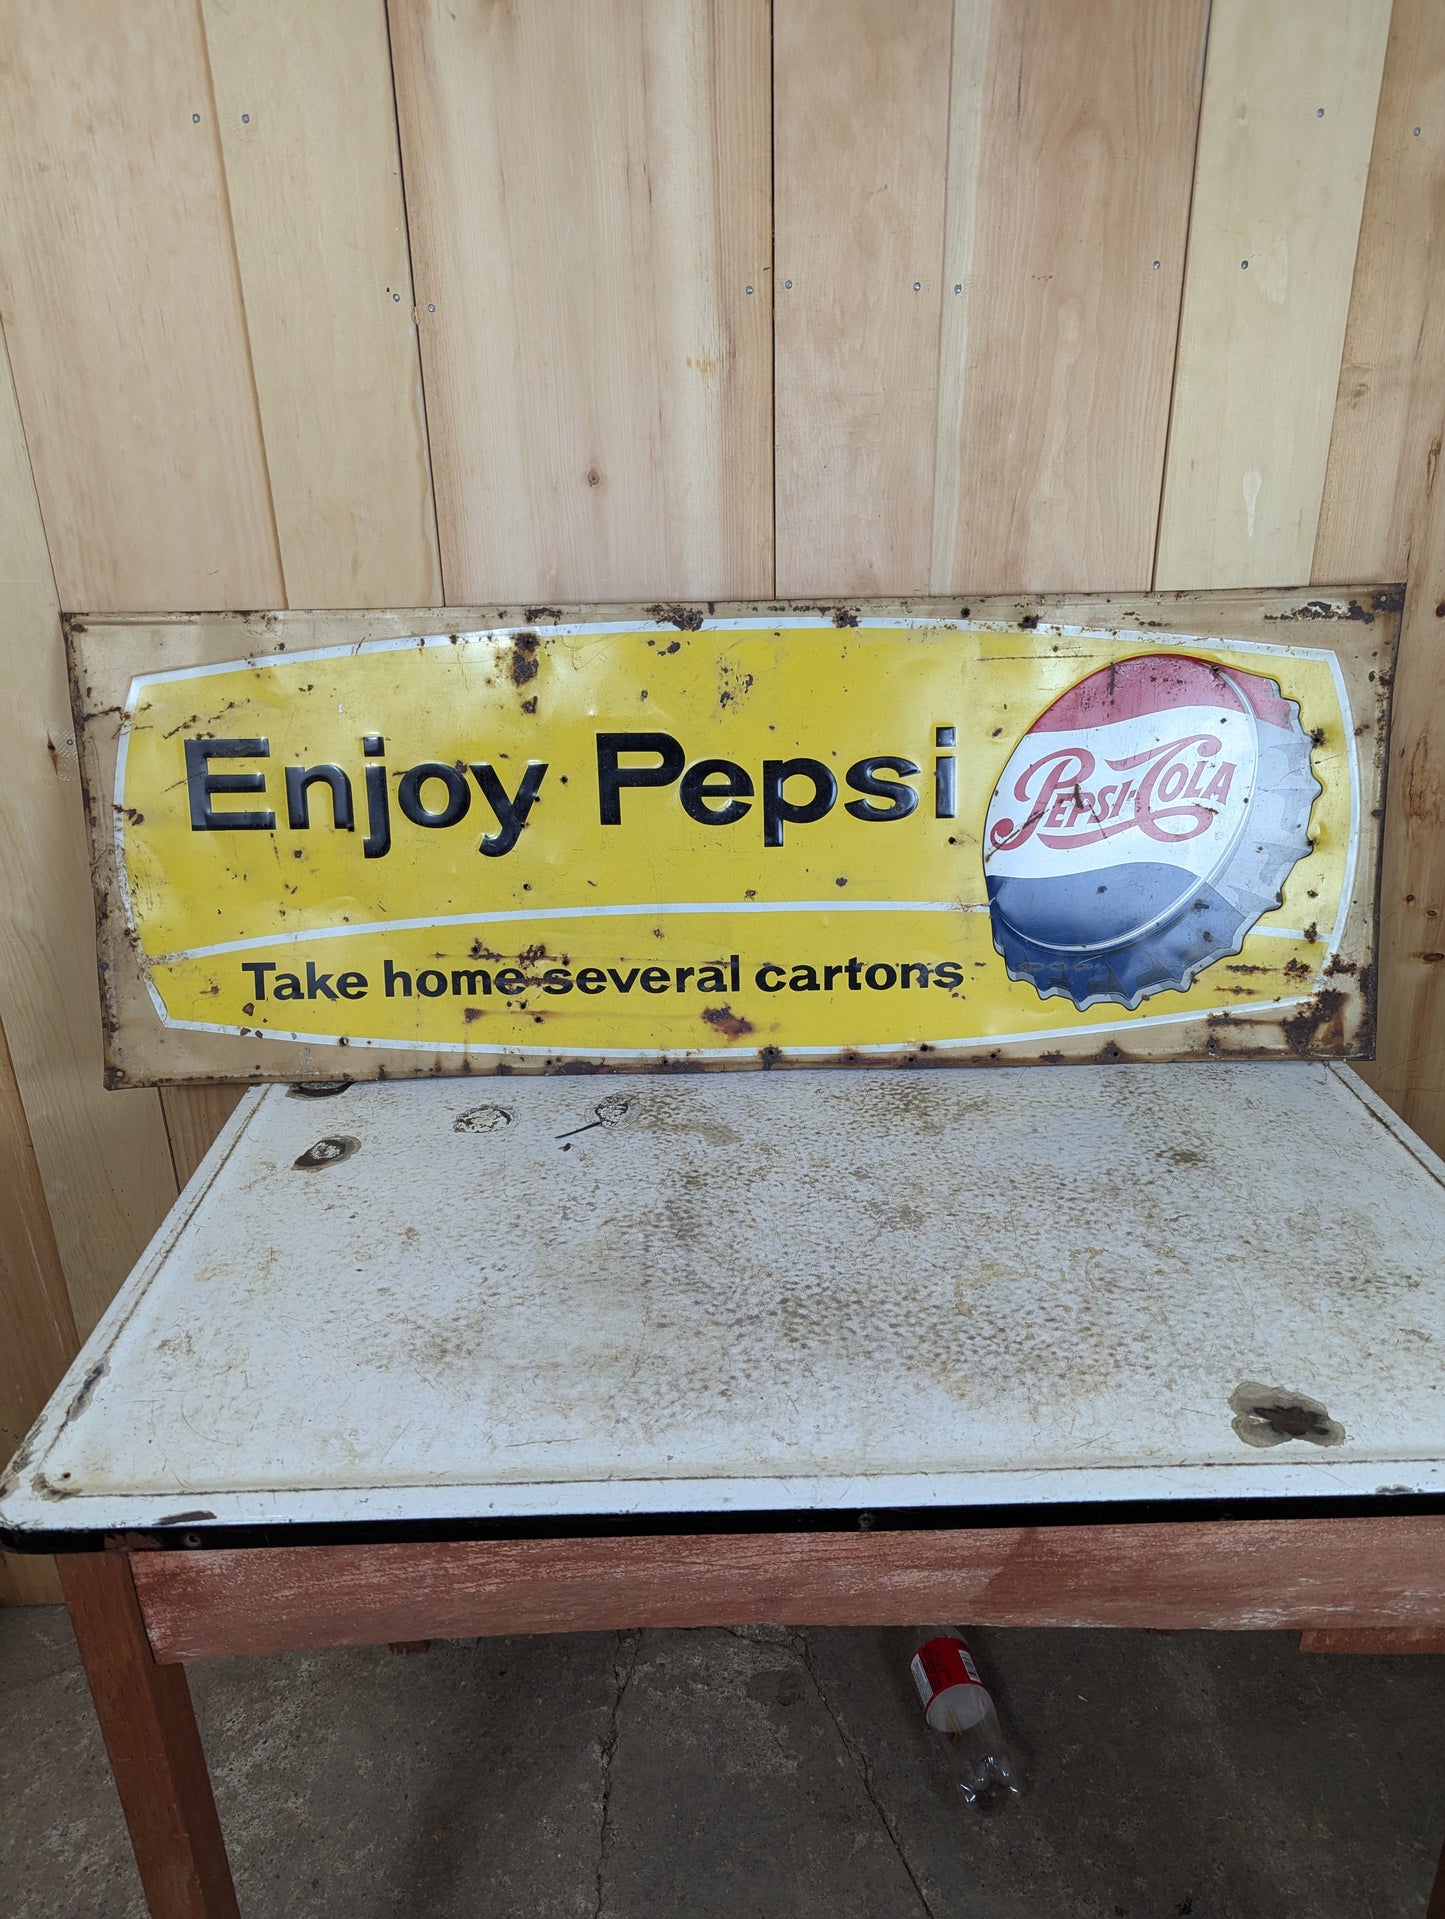 Enjoy Pepsi
PEPSI-COLA
Take home several cartons